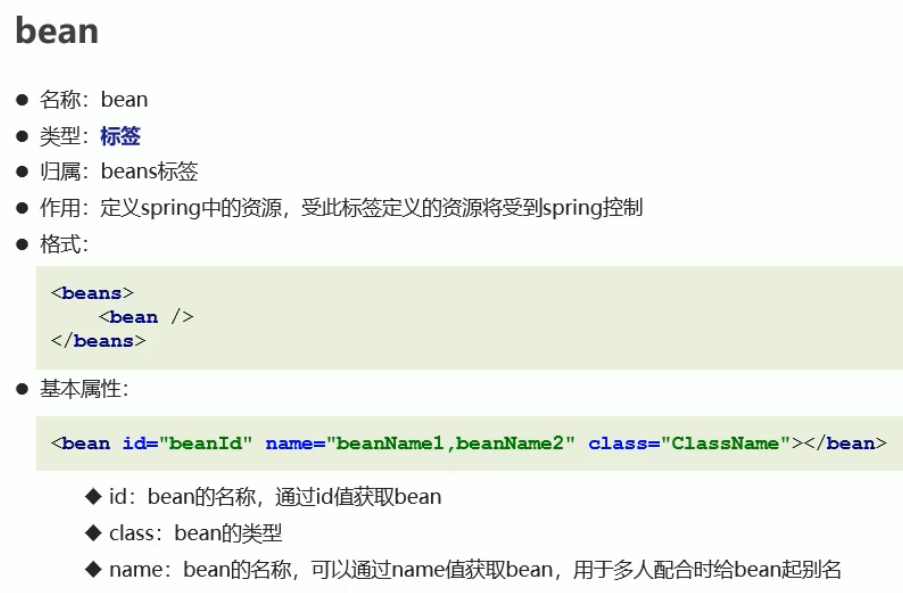 bean
● 名称：bean
● 类型：标签
● 归属：beans标签
● 作用：定义spring中的资源，受此标签定义的资源将受到spring控制
● 格式：
<beans>
    <bean />
</beans>
● 基本属性：
<bean id="beanId" name="beanName1,beanName2" class="ClassName"></bean>
◆ id：bean的名称，通过id值获取bean
◆ class：bean的类型
◆ name：bean的名称，可以通过name值获取bean，用于多人配合时给bean起别名